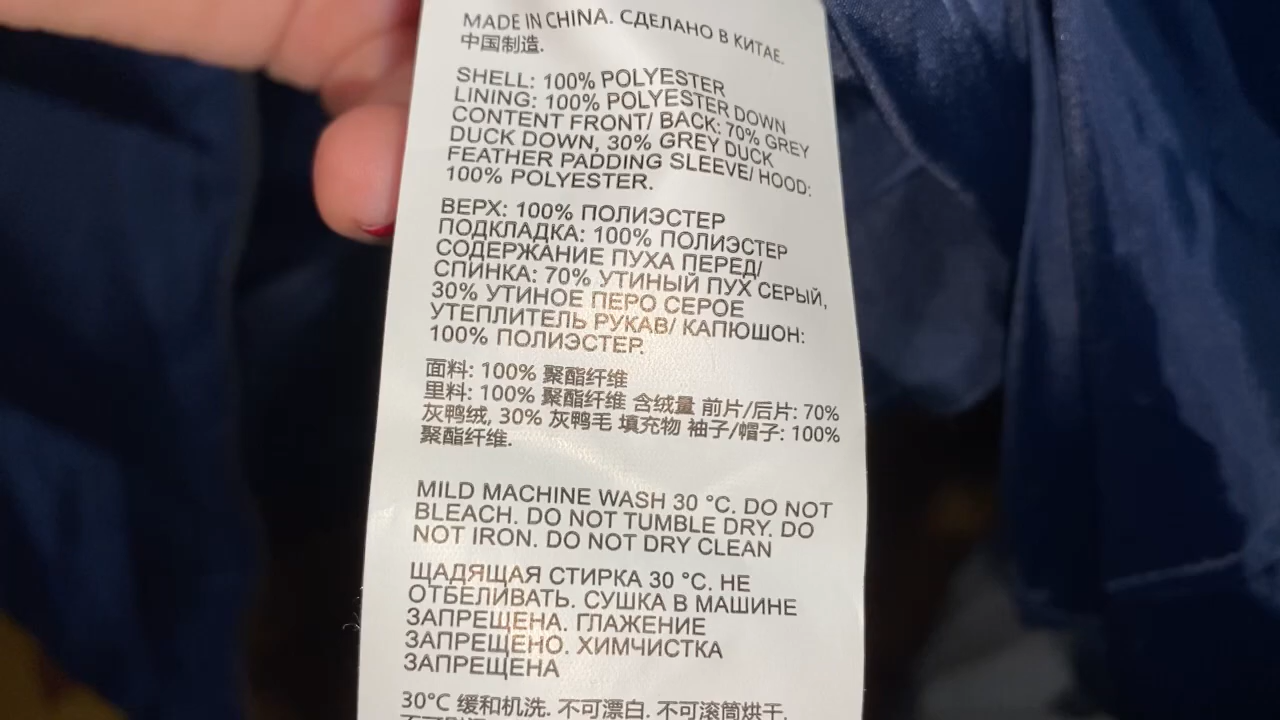 MADE IN CHINA. СДЕЛАНО В КИТАЕ.
中国制造.
SHELL: 100% POLYESTER
LINING: 100% POLYESTER DOWN
CONTENT FRONT/ BACK: 70% GREY
DUCK DOWN, 30% GREY DUCK
FEATHER PADDING SLEEVE/ HOOD:
100% POLYESTER.
ВЕРХ: 100% ПОЛИЭСТЕР
ПОДКЛАДКА: 100% ПОЛИЭСТЕР
СОДЕРЖАНИЕ ПУХА ПЕРЕД/
СПИНКА: 70% УТИНЫЙ ПУХ СЕРЫЙ,
30% УТИНОЕ ПЕРО СЕРОЕ
УТЕПЛИТЕЛЬ РУКАВ/ КАПЮШОН:
100% ПОЛИЭСТЕР.
面料: 100% 聚酯纤维
里料: 100% 聚酯纤维 含绒量 前片/后片: 70%
灰鸭绒, 30% 灰鸭毛 填充物 袖子/帽子: 100%
聚酯纤维.
MILD MACHINE WASH 30 °C. DO NOT
BLEACH. DO NOT TUMBLE DRY. DO
NOT IRON. DO NOT DRY CLEAN
ЩАДЯЩАЯ СТИРКА 30 °C. НЕ
ОТБЕЛИВАТЬ. СУШКА В МАШИНЕ
ЗАПРЕЩЕНА. ГЛАЖЕНИЕ
ЗАПРЕЩЕНО. ХИМЧИСТКА
ЗАПРЕЩЕНА
30°C 缓和机洗. 不可漂白. 不可滚筒烘干.